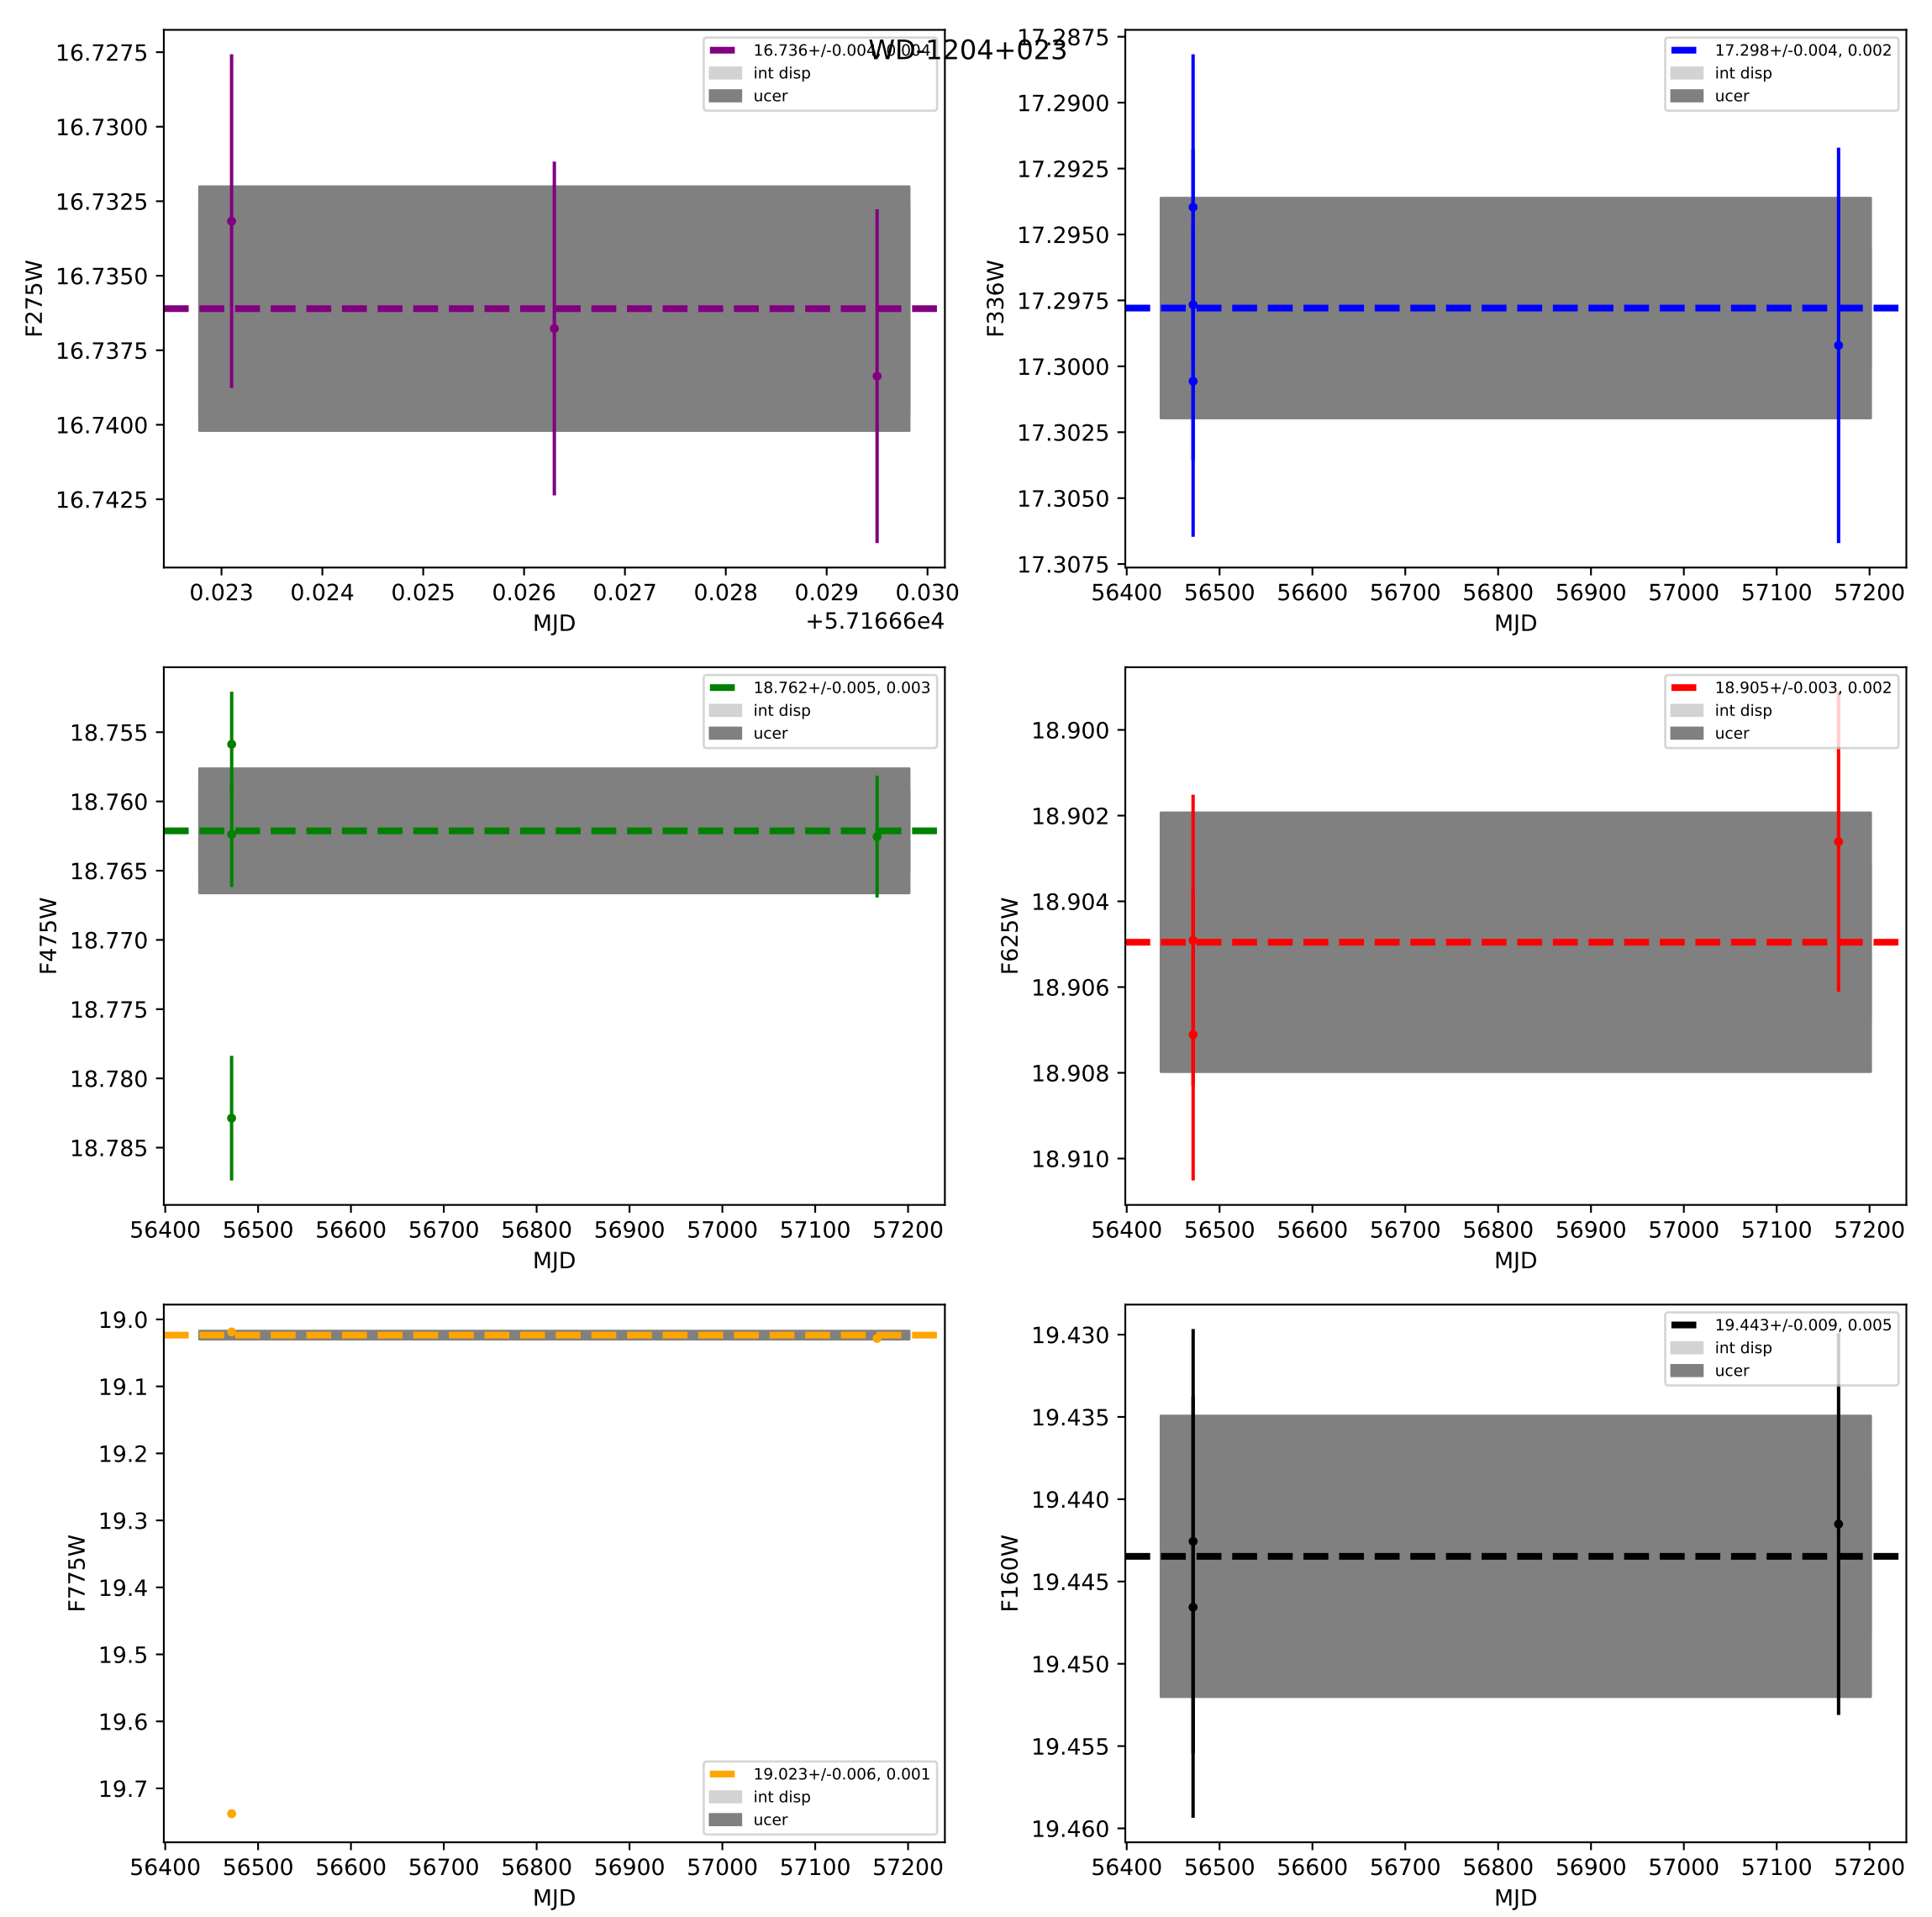 WD-1204+023
16.7275
16.7300
16.7325
16.7350
16.7375
16.7400
16.7425
F275W
16.736+/-0.004, 0.004
int disp
ucer
0.023 0.024 0.025 0.026 0.027 0.028 0.029 0.030
MJD
+5.71666e4
17.2875
17.2900
17.2925
17.2950
17.2975
17.3000
17.3025
17.3050
17.3075
F336W
17.298+/-0.004, 0.002
int disp
ucer
56400 56500 56600 56700 56800 56900 57000 57100 57200
MJD
18.755
18.760
18.765
18.770
18.775
18.780
18.785
F475W
18.762+/-0.005, 0.003
int disp
ucer
56400 56500 56600 56700 56800 56900 57000 57100 57200
MJD
18.900
18.902
18.904
18.906
18.908
18.910
F625W
18.905+/-0.003, 0.002
int disp
ucer
56400 56500 56600 56700 56800 56900 57000 57100 57200
MJD
19.0
19.1
19.2
19.3
19.4
19.5
19.6
19.7
F775W
19.023+/-0.006, 0.001
int disp
ucer
56400 56500 56600 56700 56800 56900 57000 57100 57200
MJD
19.430
19.435
19.440
19.445
19.450
19.455
19.460
F160W
19.443+/-0.009, 0.005
int disp
ucer
56400 56500 56600 56700 56800 56900 57000 57100 57200
MJD